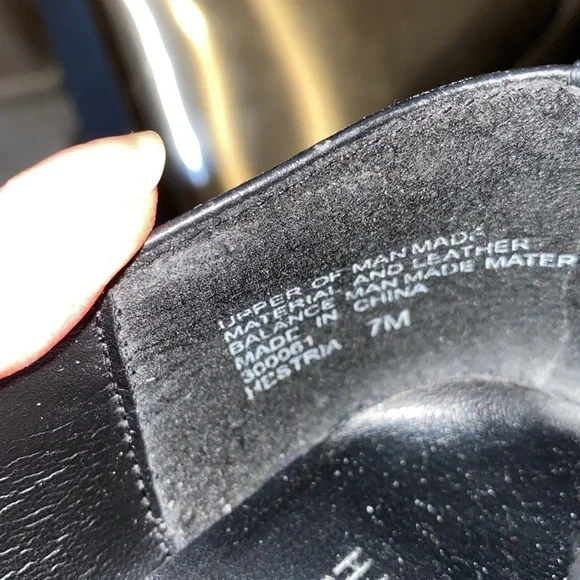 UPPER OF MAN MADE
MATERIAL AND LEATHER
BALANCE MAN MADE MATER
MADE IN CHINA
300061
HESTRIA 7M
H